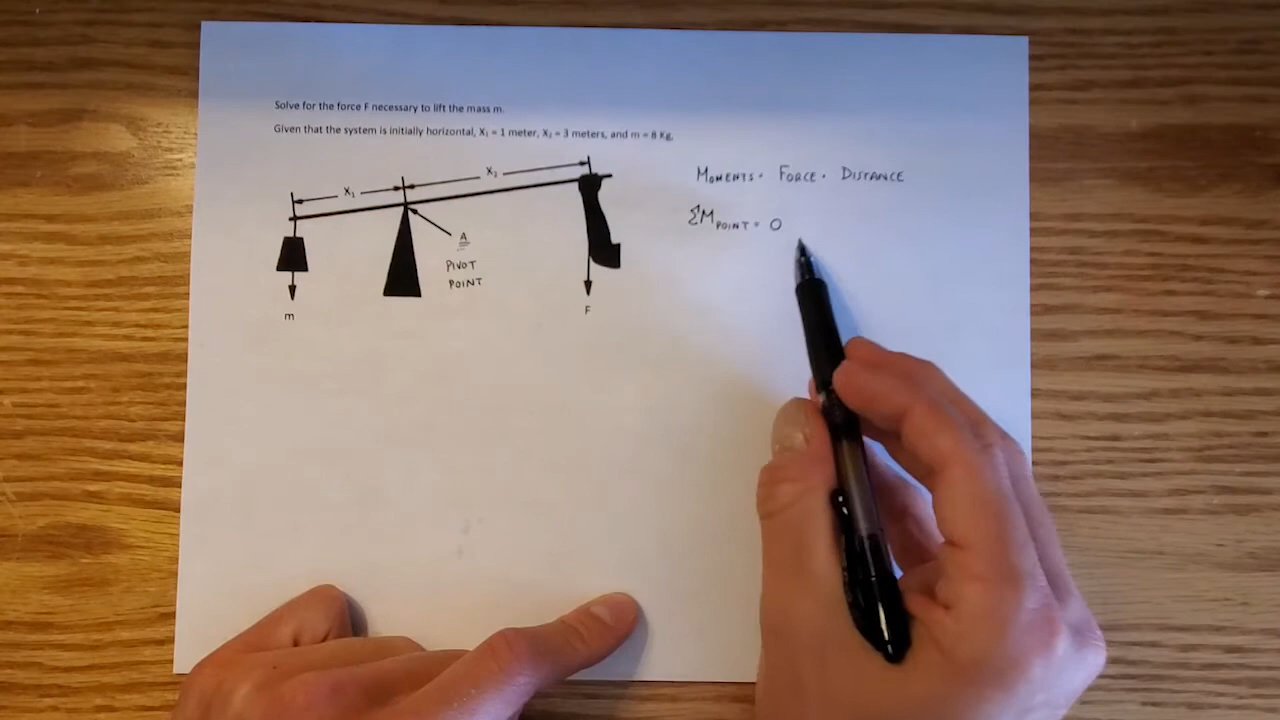 Solve for the force F necessary to lift the mass m.
Given that the system is initially horizontal, X₁ = 1 meter, X₂ = 3 meters, and m = 8 Kg.
X₁
X₂
A
PIVOT
POINT
m
F
MOMENTS = FORCE · DISTANCE
ΣM POINT = 0